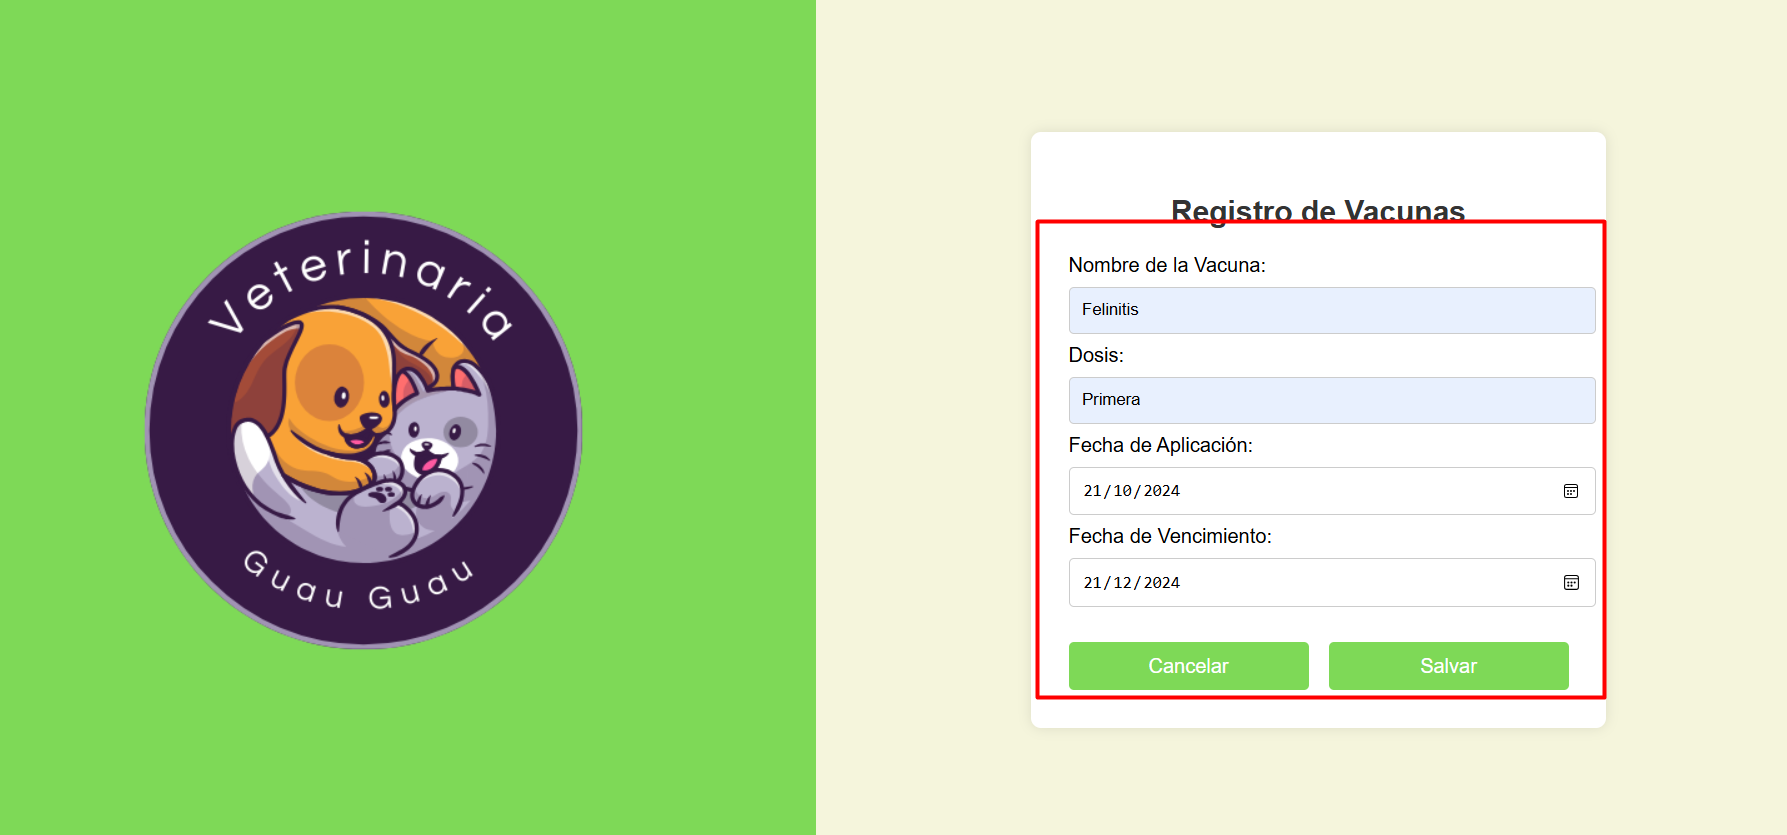 Veterinaria
Guau Guau
Registro de Vacunas
Nombre de la Vacuna:
Felinitis
Dosis:
Primera
Fecha de Aplicación:
21/10/2024
Fecha de Vencimiento:
21/12/2024
Cancelar
Salvar